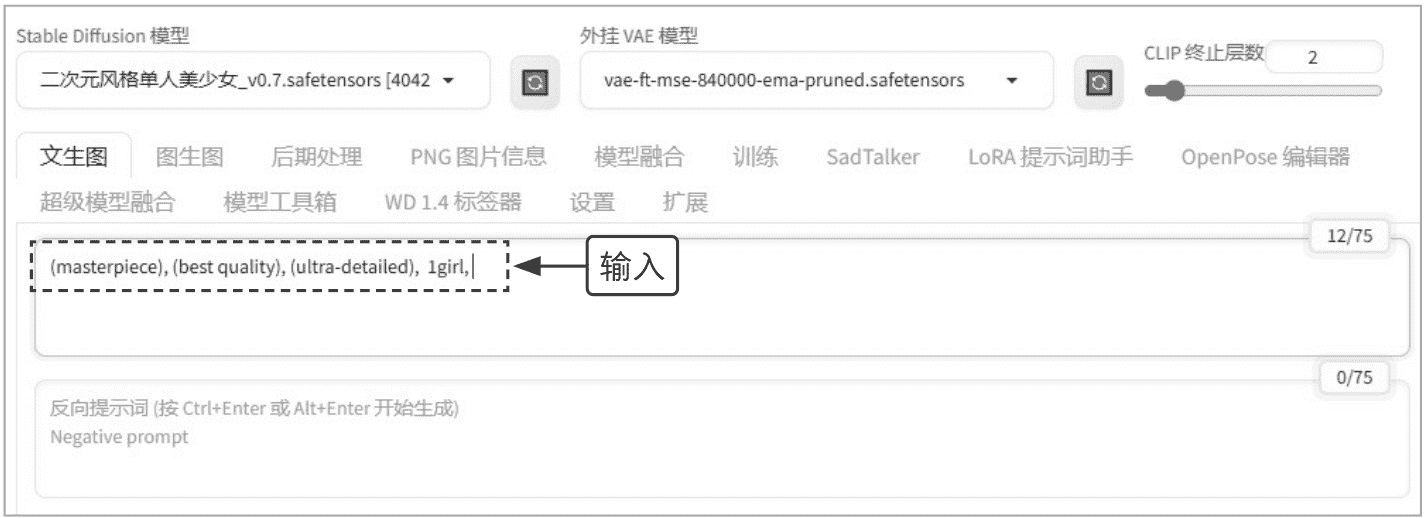 Stable Diffusion 模型
外挂 VAE 模型
CLIP 终止层数
2
二次元风格单人美少女_v0.7.safetensors [4042
vae-ft-mse-840000-ema-pruned.safetensors
文生图 图生图 后期处理 PNG 图片信息 模型融合 训练 SadTalker LoRA 提示词助手 OpenPose 编辑器
超级模型融合 模型工具箱 WD 1.4 标签器 设置 扩展
12/75
(masterpiece), (best quality), (ultra-detailed), 1girl,
输入
0/75
反向提示词 (按 Ctrl+Enter 或 Alt+Enter 开始生成)
Negative prompt